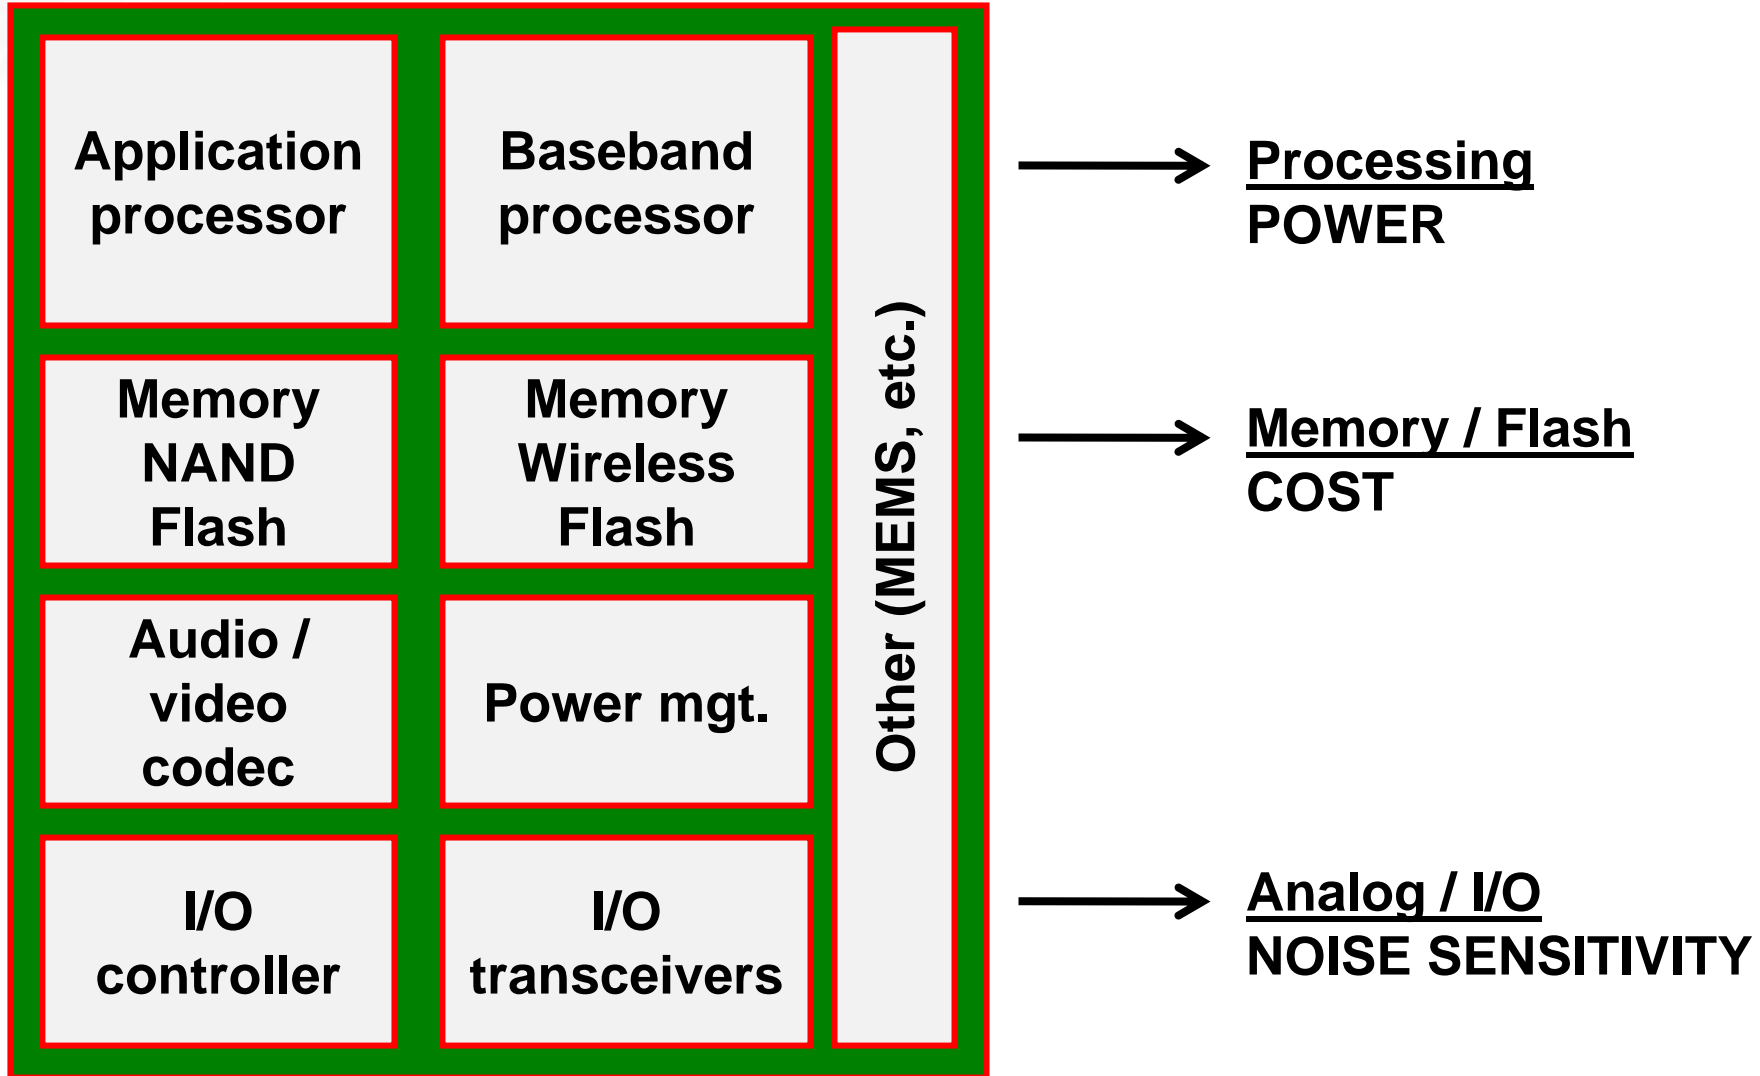 Application
processor
Baseband
processor
Memory
NAND
Flash
Memory
Wireless
Flash
Audio /
video
codec
Power mgt.
I/O
controller
I/O
transceivers
Other (MEMS, etc.)
Processing
POWER
Memory / Flash
COST
Analog / I/O
NOISE SENSITIVITY